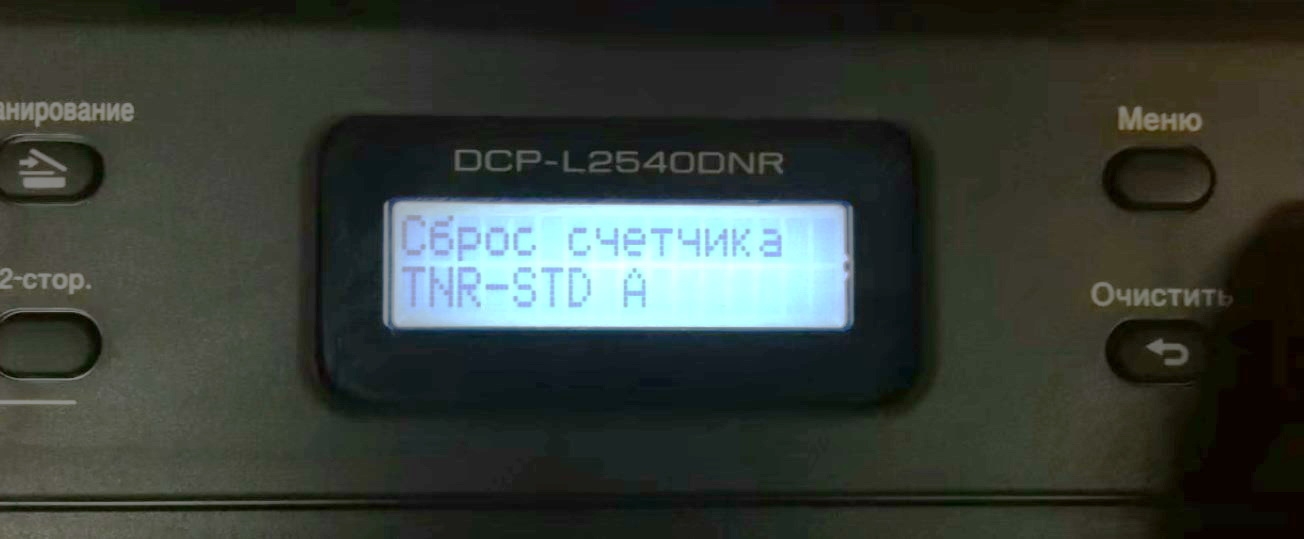 анирование
Меню
DCP-L2540DNR
Сброс счетчика
TNR-STD A
2-стор.
Очистить